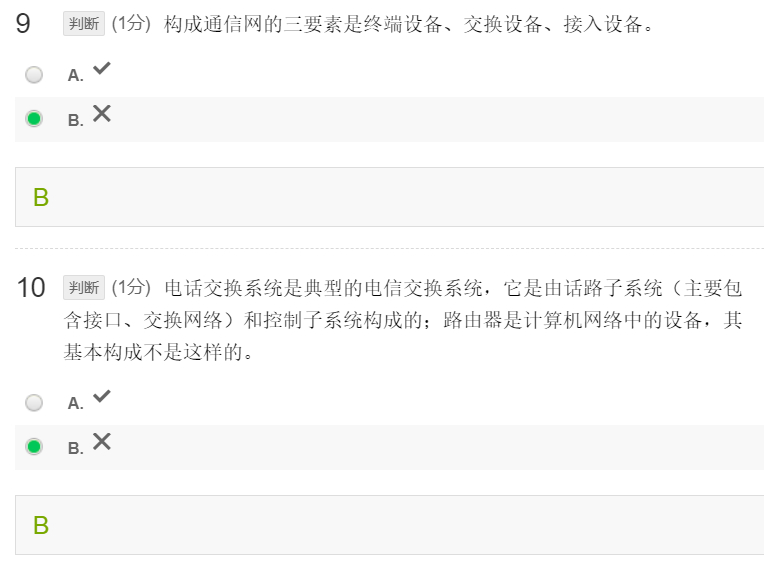 9 判断 (1分) 构成通信网的三要素是终端设备、交换设备、接入设备。
A.
B.
B
10 判断 (1分) 电话交换系统是典型的电信交换系统，它是由话路子系统（主要包
含接口、交换网络）和控制子系统构成的；路由器是计算机网络中的设备，其
基本构成不是这样的。
A.
B.
B